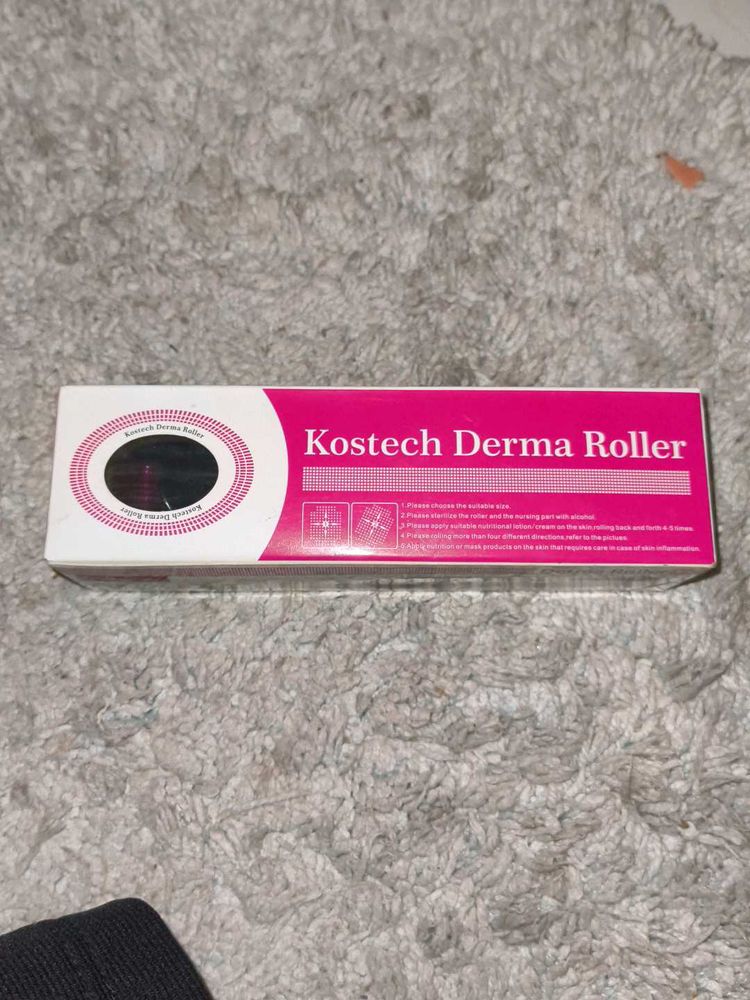 Kostech Derma Roller
Kostech Derma Roller
Kostech Derma Roller
1.Please choose the suitable size.
2.Please sterilize the roller and the nursing part with alcohol.
3.Please apply suitable nutritional lotion/cream on the skin,rolling back and forth 4-5 times.
4.Please rolling more than four different directions,refer to the pictues.
5.Apply nutrition or mask products on the skin that requires care in case of skin inflammation.